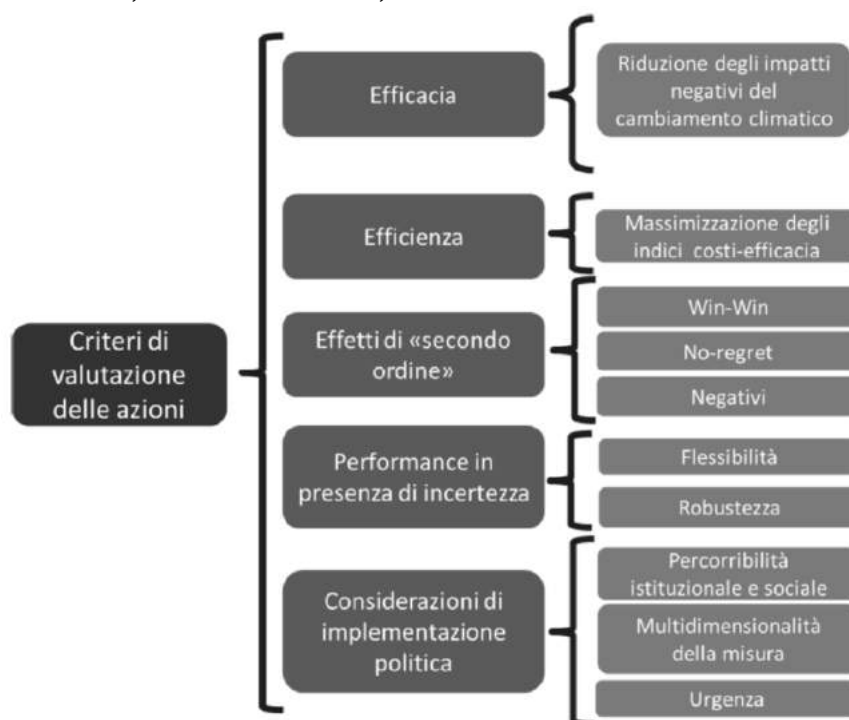 Criteri di
valutazione
delle azioni
Efficacia
Riduzione degli impatti
negativi del
cambiamento climatico
Efficienza
Massimizzazione degli
indici costi-efficacia
Effetti di «secondo
ordine»
Win-Win
No-regret
Negativi
Performance in
presenza di incertezza
Flessibilità
Robustezza
Considerazioni di
implementazione
politica
Percorribilità
istituzionale e sociale
Multidimensionalità
della misura
Urgenza